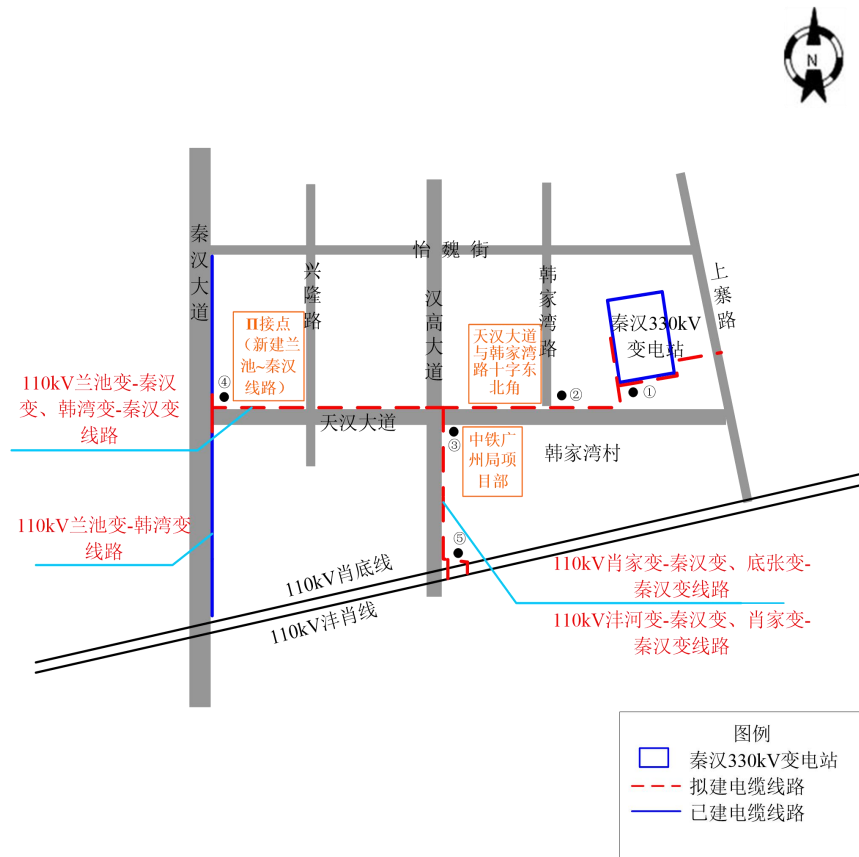 N
秦汉大道
兴隆路
怡魏街
汉高大道
韩家湾路
上寨路
秦汉330kV
变电站
Π接点
（新建兰
池~秦汉
线路）
天汉大道
与韩家湾
路十字东
北角
①
②
③
④
⑤
110kV兰池变-秦汉
变、韩湾变-秦汉变
线路
天汉大道
中铁广
州局项
目部
韩家湾村
110kV兰池变-韩湾变
线路
110kV肖底线
110kV沣肖线
110kV肖家变-秦汉变、底张变-
秦汉变线路
110kV沣河变-秦汉变、肖家变-
秦汉变线路
图例
秦汉330kV变电站
拟建电缆线路
已建电缆线路